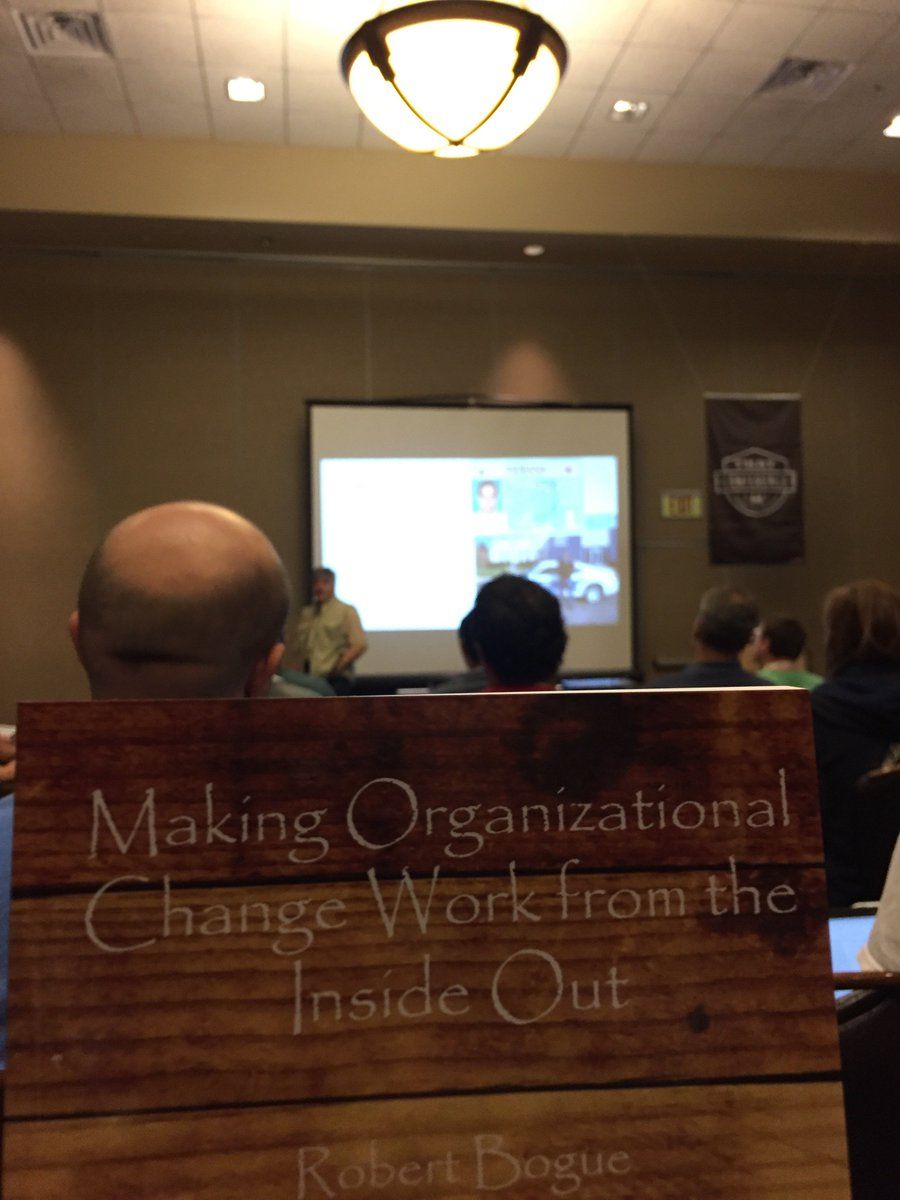 Making Organizational
Change Work from the
Inside Out
Robert Bogue